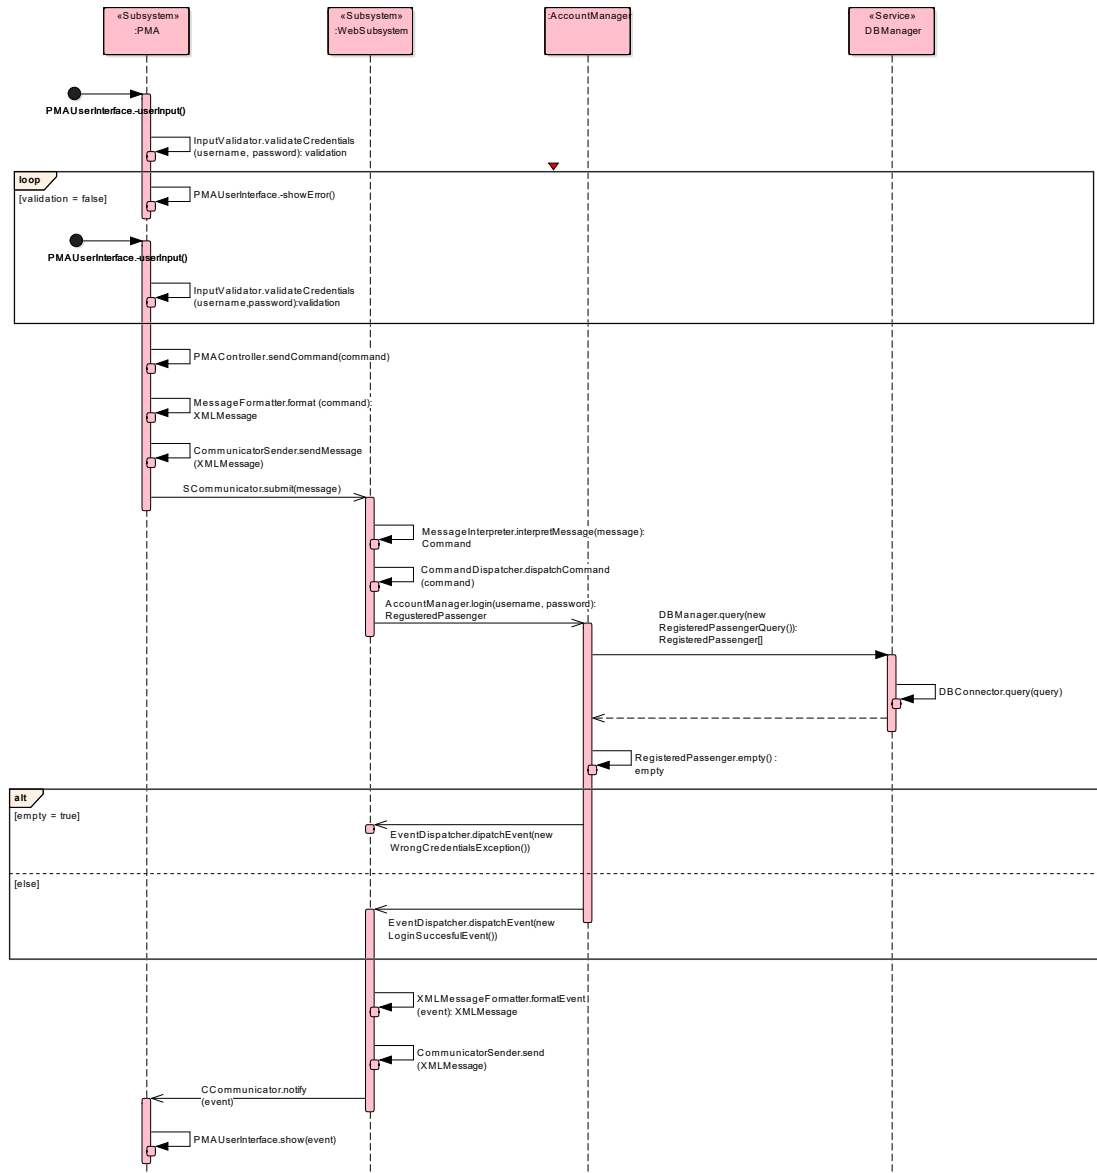 «Subsystem»
:PMA
«Subsystem»
:WebSubsystem
:AccountManager
«Service»
DBManager
PMAUserInterface.-userInput()
InputValidator.validateCredentials
(username, password): validation
loop
[validation = false]
PMAUserInterface.-showError()
PMAUserInterface.-userInput()
InputValidator.validateCredentials
(username,password):validation
PMAController.sendCommand(command)
MessageFormatter.format (command):
XMLMessage
CommunicatorSender.sendMessage
(XMLMessage)
SCommunicator.submit(message)
MessageInterpreter.interpretMessage(message):
Command
CommandDispatcher.dispatchCommand
(command)
AccountManager.login(username, password):
RegusteredPassenger
DBManager.query(new
RegisteredPassengerQuery()):
RegisteredPassenger[]
DBConnector.query(query)
RegisteredPassenger.empty() :
empty
alt
[empty = true]
EventDispatcher.dipatchEvent(new
WrongCredentialsException())
[else]
EventDispatcher.dispatchEvent(new
LoginSuccesfulEvent())
XMLMessageFormatter.formatEvent
(event): XMLMessage
CommunicatorSender.send
(XMLMessage)
CCommunicator.notify
(event)
PMAUserInterface.show(event)